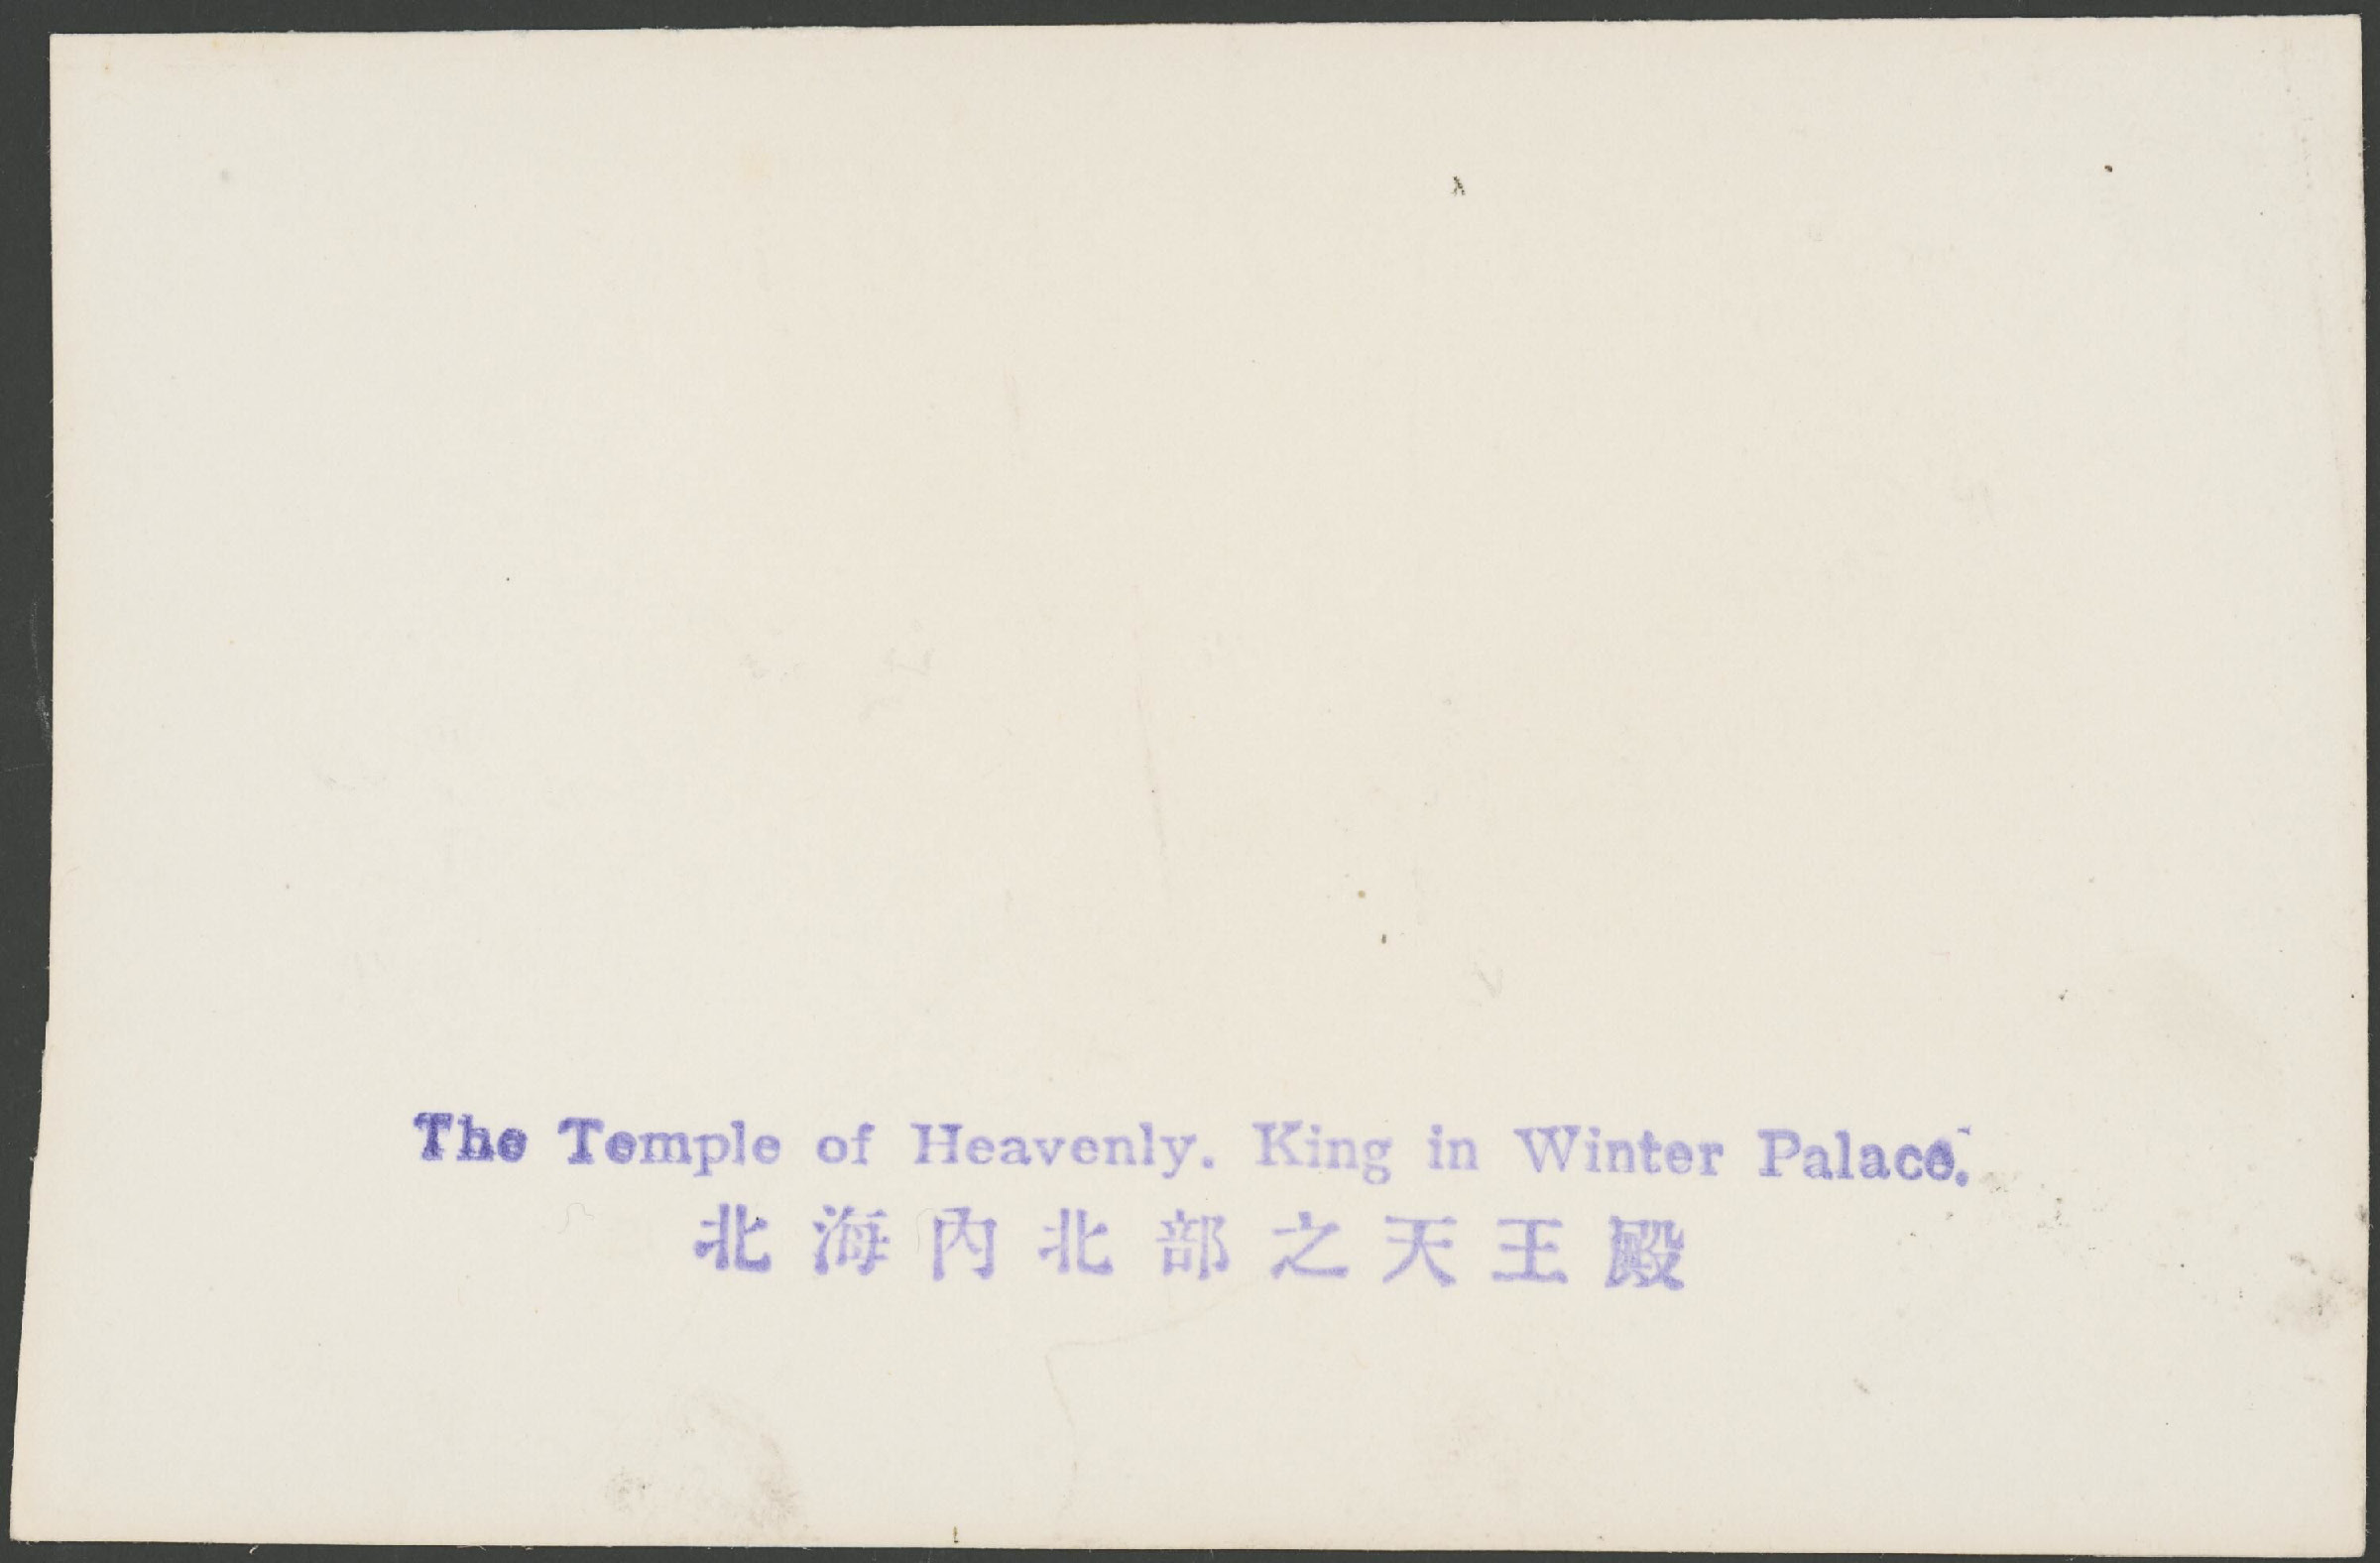 The Temple of Heavenly. King in Winter Palace.
北海內北部之天王殿